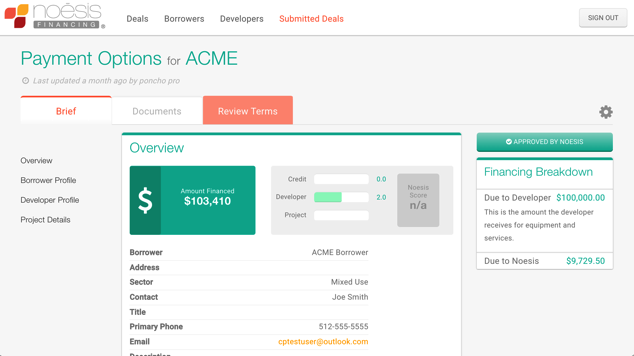 noēsis
FINANCING
Deals Borrowers Developers Submitted Deals
SIGN OUT
Payment Options for ACME
Last updated a month ago by poncho pro
Brief Documents Review Terms
Overview
Borrower Profile
Developer Profile
Project Details
Overview
$
Amount Financed
$103,410
Credit 0.0
Developer 2.0
Project
Noesis
Score
n/a
Borrower ACME Borrower
Address
Sector Mixed Use
Contact Joe Smith
Title
Primary Phone 512-555-5555
Email cptestuser@outlook.com
Description
APPROVED BY NOESIS
Financing Breakdown
Due to Developer $100,000.00
This is the amount the developer
receives for equipment and
services.
Due to Noesis $9,729.50